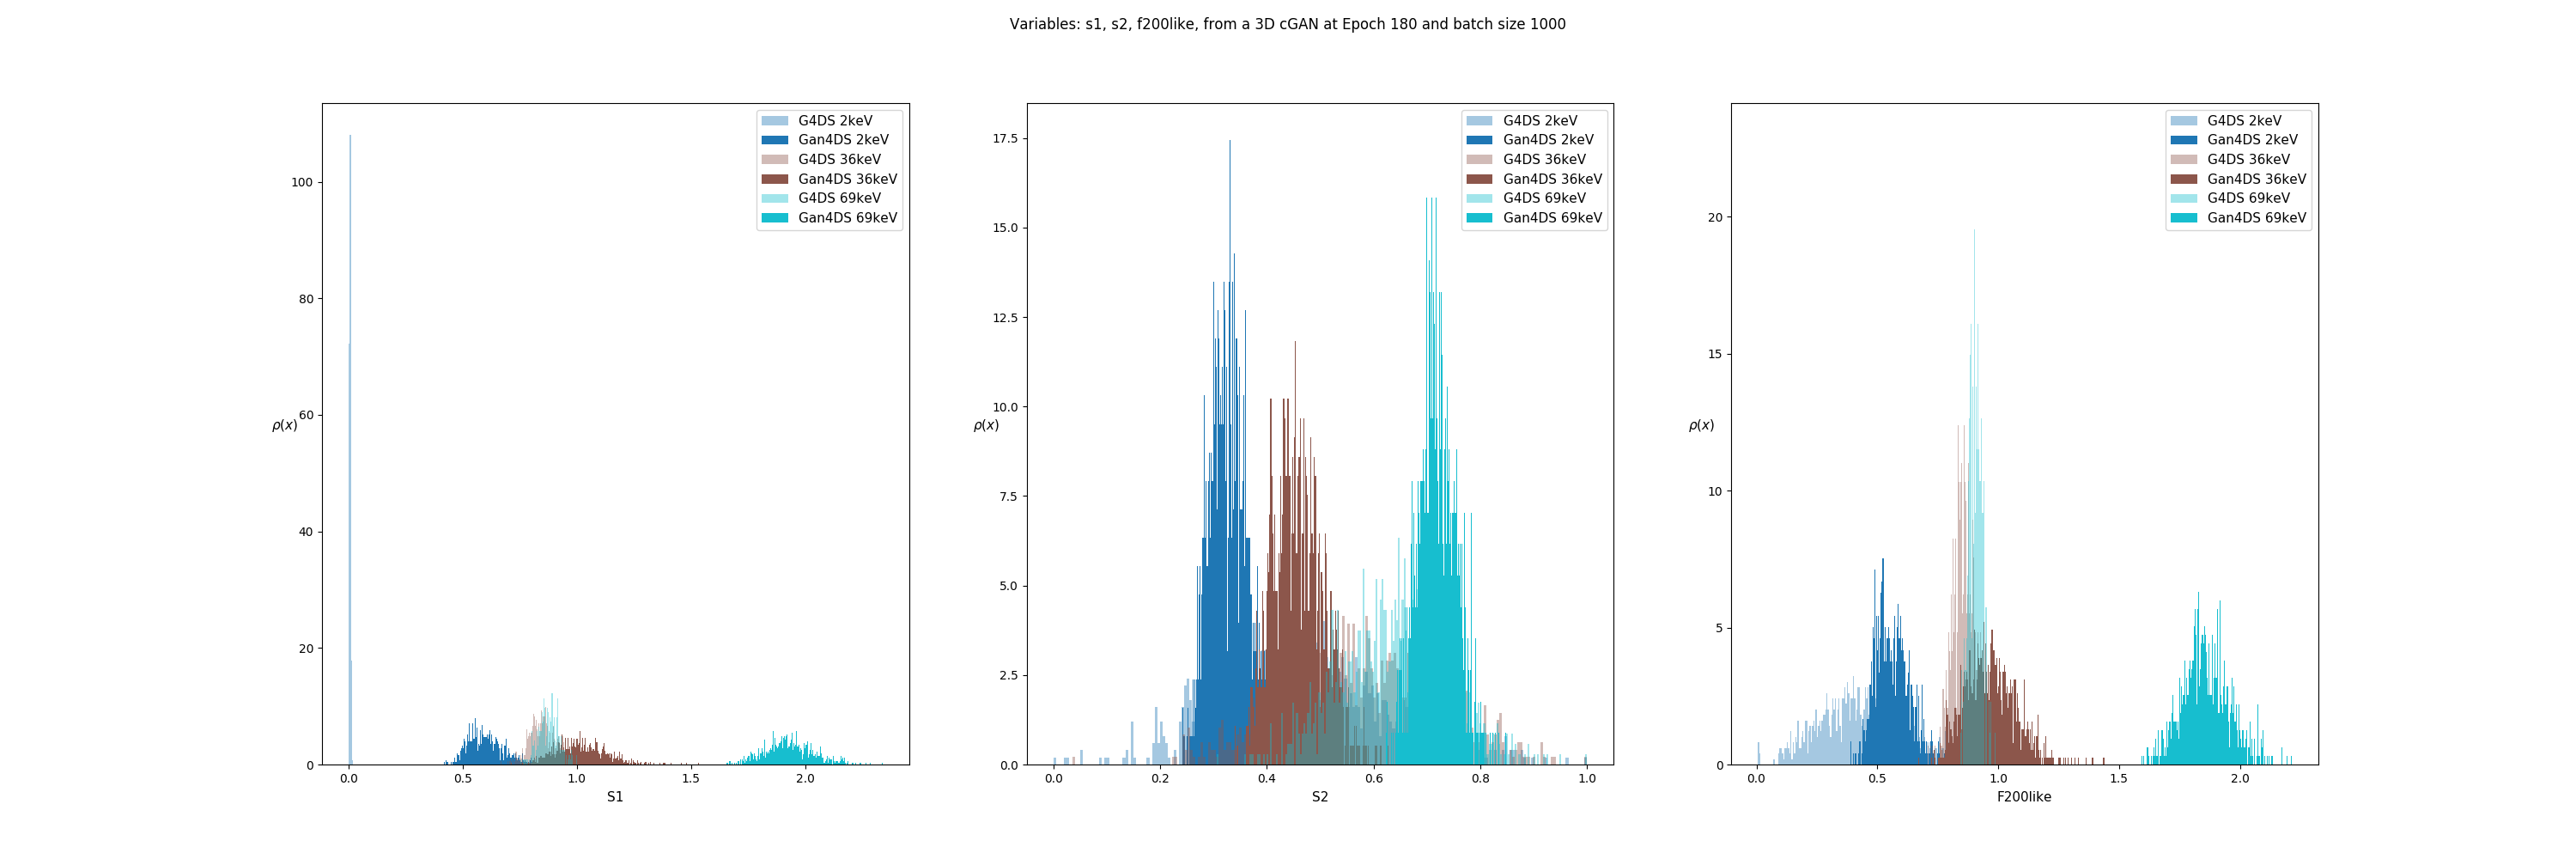 Variables: s1, s2, f200like, from a 3D cGAN at Epoch 180 and batch size 1000
G4DS 2keV
Gan4DS 2keV
G4DS 36keV
Gan4DS 36keV
G4DS 69keV
Gan4DS 69keV
100
80
60
40
20
0
ρ(x)
0.0 0.5 1.0 1.5 2.0
S1
G4DS 2keV
Gan4DS 2keV
G4DS 36keV
Gan4DS 36keV
G4DS 69keV
Gan4DS 69keV
17.5
15.0
12.5
10.0
7.5
5.0
2.5
0.0
ρ(x)
0.0 0.2 0.4 0.6 0.8 1.0
S2
G4DS 2keV
Gan4DS 2keV
G4DS 36keV
Gan4DS 36keV
G4DS 69keV
Gan4DS 69keV
20
15
10
5
0
ρ(x)
0.0 0.5 1.0 1.5 2.0
F200like